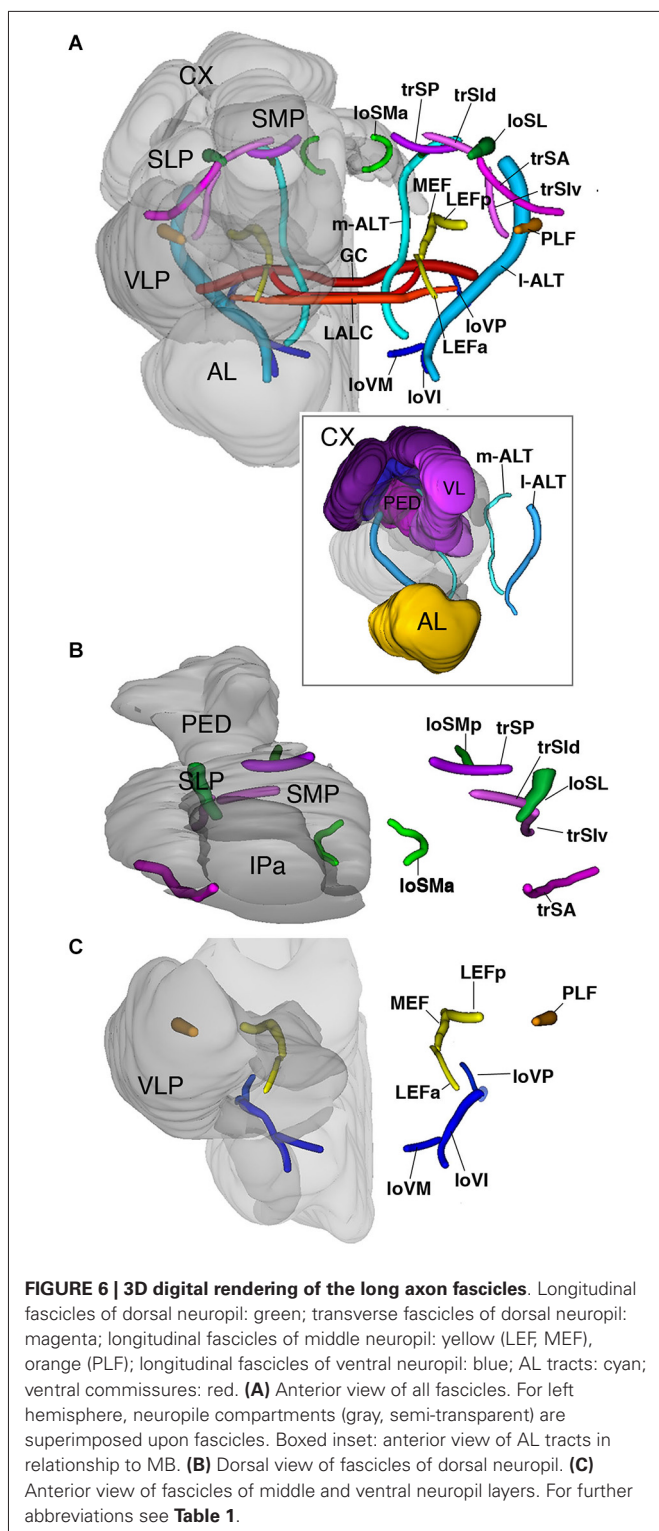 A
CX
SMP
SLP
VLP
AL
loSMa
trSP
trSld
loSL
trSA
trSlv
MEF
LEFp
m-ALT
PLF
GC
l-ALT
loVP
LALC
LEFa
loVM
loVI
CX
VL
PED
m-ALT
l-ALT
AL
B
PED
SLP
SMP
IPa
loSMp
trSP
trSld
loSL
trSlv
loSMa
trSA
C
VLP
LEFp
MEF
PLF
loVP
LEFa
loVI
loVM
FIGURE 6 | 3D digital rendering of the long axon fascicles. Longitudinal
fascicles of dorsal neuropil: green; transverse fascicles of dorsal neuropil:
magenta; longitudinal fascicles of middle neuropil: yellow (LEF, MEF),
orange (PLF); longitudinal fascicles of ventral neuropil: blue; AL tracts: cyan;
ventral commissures: red. (A) Anterior view of all fascicles. For left
hemisphere, neuropile compartments (gray, semi-transparent) are
superimposed upon fascicles. Boxed inset: anterior view of AL tracts in
relationship to MB. (B) Dorsal view of fascicles of dorsal neuropil. (C)
Anterior view of fascicles of middle and ventral neuropil layers. For further
abbreviations see Table 1.